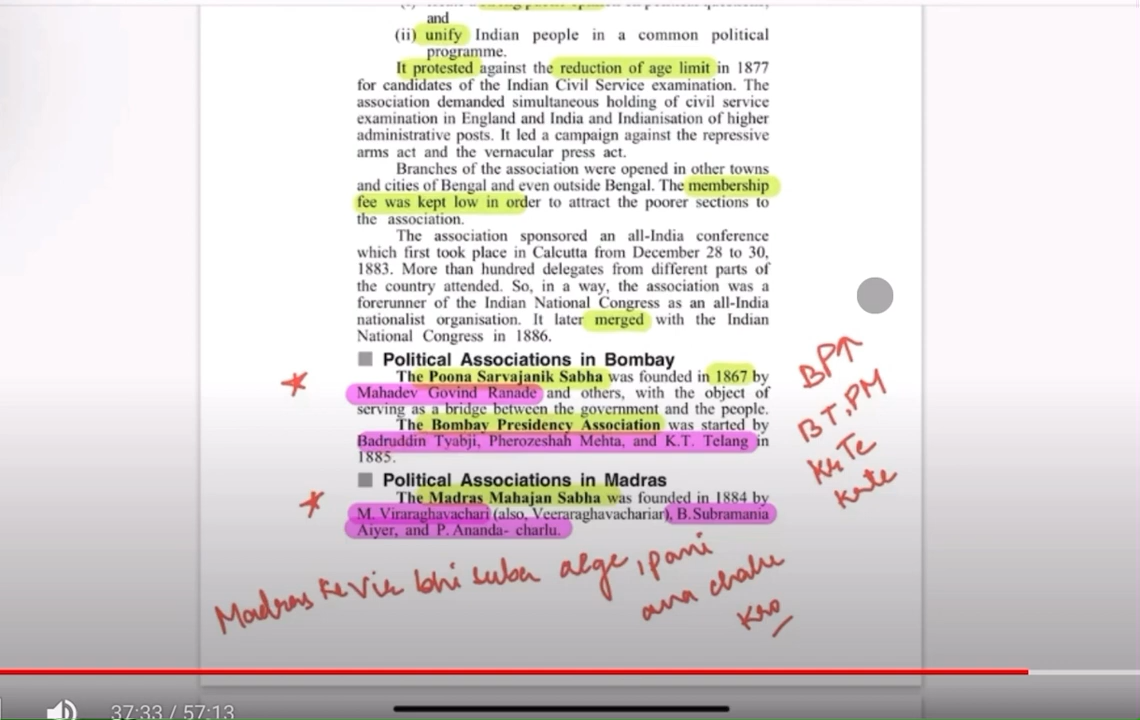 and
(ii) unify Indian people in a common political
programme.
It protested against the reduction of age limit in 1877
for candidates of the Indian Civil Service examination. The
association demanded simultaneous holding of civil service
examination in England and India and Indianisation of higher
administrative posts. It led a campaign against the repressive
arms act and the vernacular press act.
Branches of the association were opened in other towns
and cities of Bengal and even outside Bengal. The membership
fee was kept low in order to attract the poorer sections to
the association.
The association sponsored an all-India conference
which first took place in Calcutta from December 28 to 30,
1883. More than hundred delegates from different parts of
the country attended. So, in a way, the association was a
forerunner of the Indian National Congress as an all-India
nationalist organisation. It later merged with the Indian
National Congress in 1886.
Political Associations in Bombay
The Poona Sarvajanik Sabha was founded in 1867 by
Mahadev Govind Ranade and others, with the object of
serving as a bridge between the government and the people.
The Bombay Presidency Association was started by
Badruddin Tyabji, Pherozeshah Mehta, and K.T. Telang in
1885.
Political Associations in Madras
The Madras Mahajan Sabha was founded in 1884 by
M. Viraraghavachari (also, Veeraraghavachariar), B.Subramania
Aiyer, and P. Ananda- charlu.
BP↑
BT, PM
KTe
Kate
Madras bhi suba, pani
kro
37:33 / 57:13